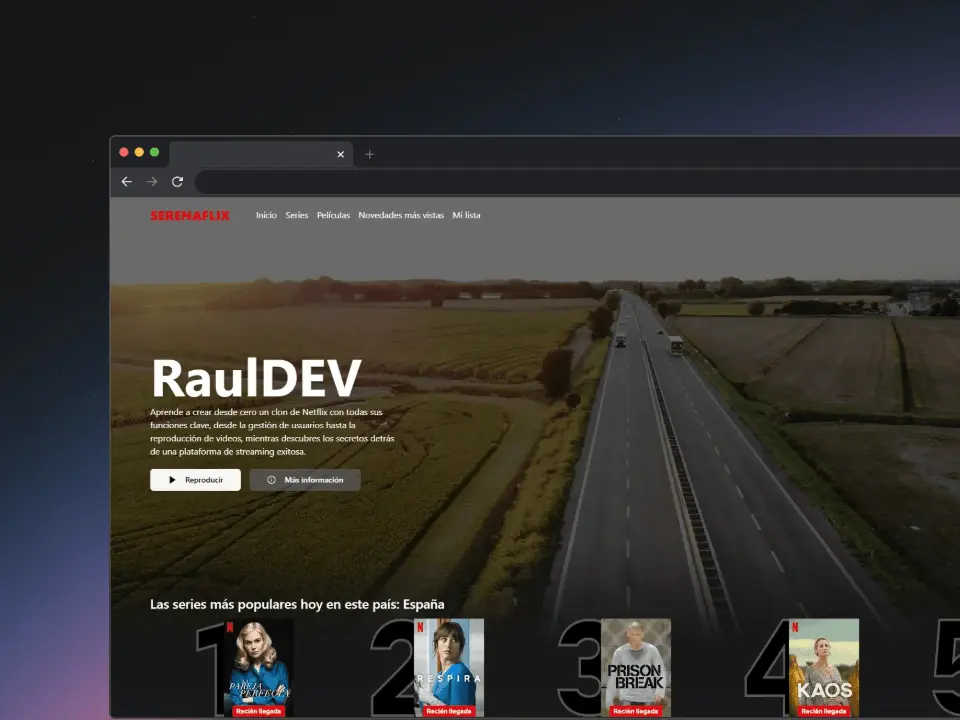 SERENAFLIX
Inicio Series Películas Novedades más vistas Mi lista
RaulDEV
Aprende a crear desde cero un clon de Netflix con todas sus
funciones clave, desde la gestión de usuarios hasta la
reproducción de videos, mientras descubres los secretos detrás
de una plataforma de streaming exitosa.
Reproducir Más información
Las series más populares hoy en este país: España
1 2 3 4 5
N N N
PAREJA
PERFECTA
RESPIRA
PRISON
BREAK
KAOS
Recién llegada Recién llegada Recién llegada Recién llegada